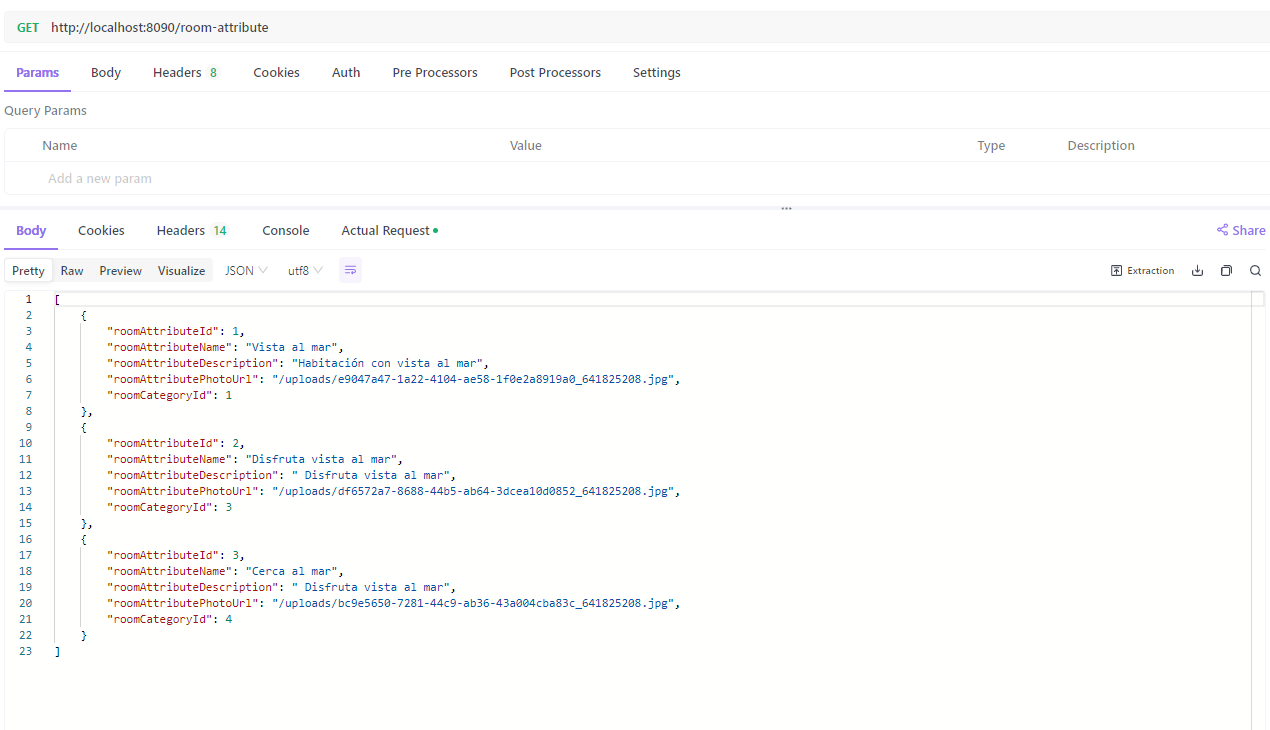 GET http://localhost:8090/room-attribute
Params Body Headers 8 Cookies Auth Pre Processors Post Processors Settings
Query Params
Name Value Type Description
Add a new param
Body Cookies Headers 14 Console Actual Request Share
Pretty Raw Preview Visualize JSON utf8 Extraction
1 [
2 {
3 "roomAttributeId": 1,
4 "roomAttributeName": "Vista al mar",
5 "roomAttributeDescription": "Habitación con vista al mar",
6 "roomAttributePhotoUrl": "/uploads/e9047a47-1a22-4104-ae58-1f0e2a8919a0_641825208.jpg",
7 "roomCategoryId": 1
8 },
9 {
10 "roomAttributeId": 2,
11 "roomAttributeName": "Disfruta vista al mar",
12 "roomAttributeDescription": " Disfruta vista al mar",
13 "roomAttributePhotoUrl": "/uploads/df6572a7-8688-44b5-ab64-3dcea10d0852_641825208.jpg",
14 "roomCategoryId": 3
15 },
16 {
17 "roomAttributeId": 3,
18 "roomAttributeName": "Cerca al mar",
19 "roomAttributeDescription": " Disfruta vista al mar",
20 "roomAttributePhotoUrl": "/uploads/bc9e5650-7281-44c9-ab36-43a004cba83c_641825208.jpg",
21 "roomCategoryId": 4
22 }
23 ]